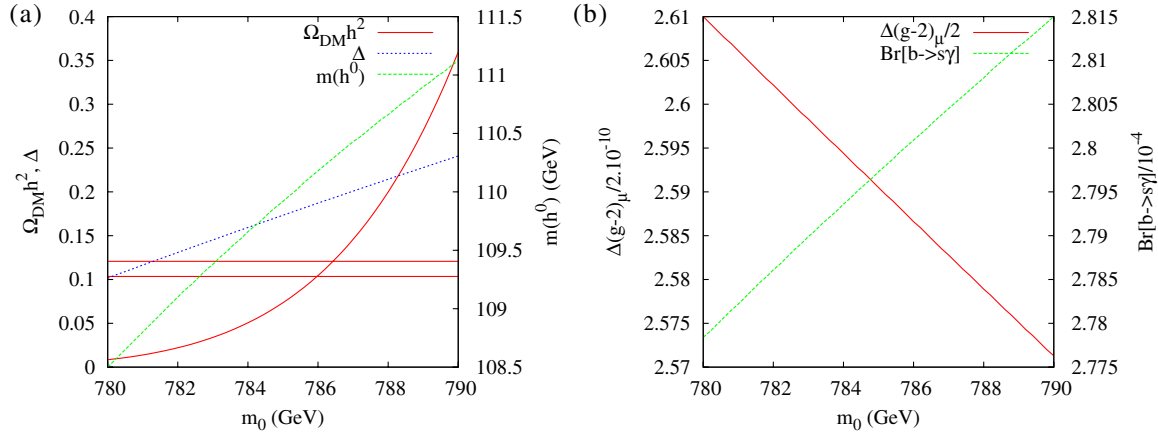 (a)
Ω_DM h^2
Δ
m(h^0)
0.4
0.35
0.3
0.25
0.2
0.15
0.1
0.05
0
Ω_DM h^2, Δ
111.5
111
110.5
110
109.5
109
108.5
m(h^0) (GeV)
780 782 784 786 788 790
m_0 (GeV)
(b)
Δ(g-2)_μ/2
Br[b->sγ]
2.61
2.605
2.6
2.595
2.59
2.585
2.58
2.575
2.57
Δ(g-2)_μ/2.10^-10
2.815
2.81
2.805
2.8
2.795
2.79
2.785
2.78
2.775
Br[b->sγ]/10^-4
780 782 784 786 788 790
m_0 (GeV)